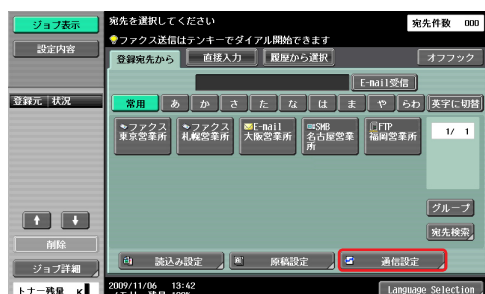 ジョブ表示
設定内容
登録元 状況
削除
ジョブ詳細
トナー残量 K
宛先を選択してください
宛先件数 000
ファクス送信はテンキーでダイアル開始できます
登録宛先から 直接入力 履歴から選択 オフフック
E-mail受信
常用 あ か さ た な は ま や らわ 英字に切替
ファクス
東京営業所
ファクス
札幌営業所
E-mail
大阪営業所
SMB
名古屋営業
所
FTP
福岡営業所
1/ 1
グループ
宛先検索
読込み設定 原稿設定 通信設定
2009/11/06 13:42
メモリー残量 100%
Language Selection